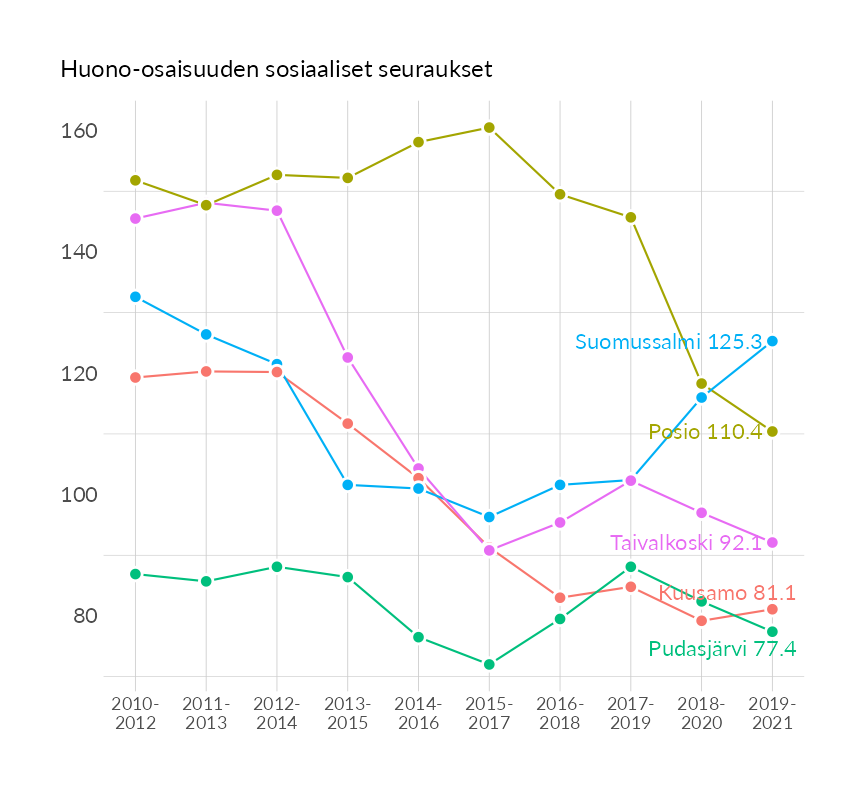 Huono-osaisuuden sosiaaliset seuraukset
160
140
120
100
80
Suomussalmi 125.3
Posio 110.4
Taivalkoski 92.1
Kuusamo 81.1
Pudasjärvi 77.4
2010- 2011- 2012- 2013- 2014- 2015- 2016- 2017- 2018- 2019-
2012 2013 2014 2015 2016 2017 2018 2019 2020 2021